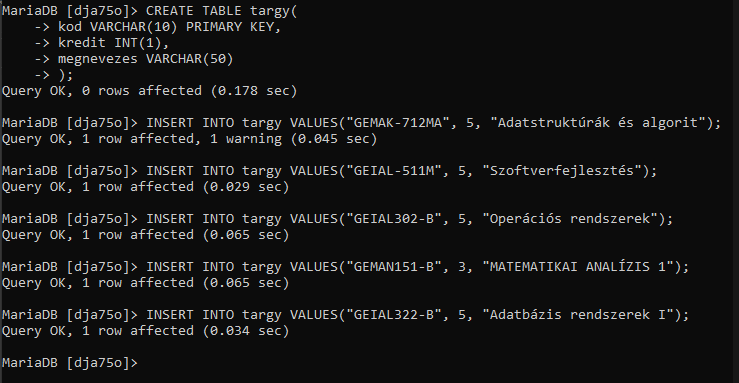 MariaDB [dja75o]> CREATE TABLE targy(
    -> kod VARCHAR(10) PRIMARY KEY,
    -> kredit INT(1),
    -> megnevezes VARCHAR(50)
    -> );
Query OK, 0 rows affected (0.178 sec)
MariaDB [dja75o]> INSERT INTO targy VALUES("GEMAK-712MA", 5, "Adatstruktúrák és algorit");
Query OK, 1 row affected, 1 warning (0.045 sec)
MariaDB [dja75o]> INSERT INTO targy VALUES("GEIAL-511M", 5, "Szoftverfejlesztés");
Query OK, 1 row affected (0.029 sec)
MariaDB [dja75o]> INSERT INTO targy VALUES("GEIAL302-B", 5, "Operációs rendszerek");
Query OK, 1 row affected (0.065 sec)
MariaDB [dja75o]> INSERT INTO targy VALUES("GEMAN151-B", 3, "MATEMATIKAI ANALÍZIS 1");
Query OK, 1 row affected (0.065 sec)
MariaDB [dja75o]> INSERT INTO targy VALUES("GEIAL322-B", 5, "Adatbázis rendszerek I");
Query OK, 1 row affected (0.034 sec)
MariaDB [dja75o]>